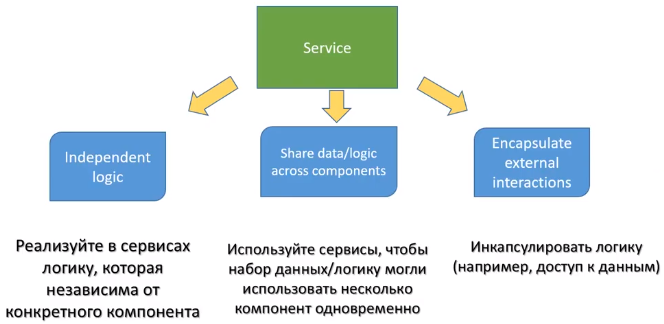 Service
Independent
logic
Share data/logic
across components
Encapsulate
external
interactions
Реализуйте в сервисах
логику, которая
независима от
конкретного компонента
Используйте сервисы, чтобы
набор данных/логику могли
использовать несколько
компонент одновременно
Инкапсулировать логику
(например, доступ к данным)